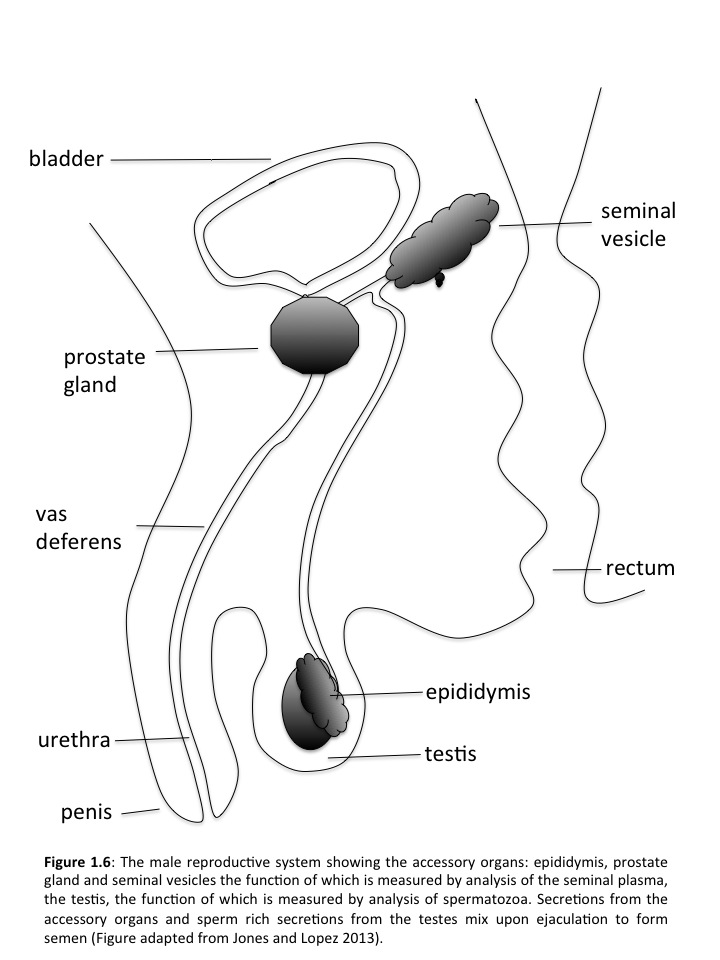 bladder
seminal
vesicle
prostate
gland
vas
deferens
rectum
epididymis
urethra
testis
penis
Figure 1.6: The male reproductive system showing the accessory organs: epididymis, prostate
gland and seminal vesicles the function of which is measured by analysis of the seminal plasma,
the testis, the function of which is measured by analysis of spermatozoa. Secretions from the
accessory organs and sperm rich secretions from the testes mix upon ejaculation to form
semen (Figure adapted from Jones and Lopez 2013).